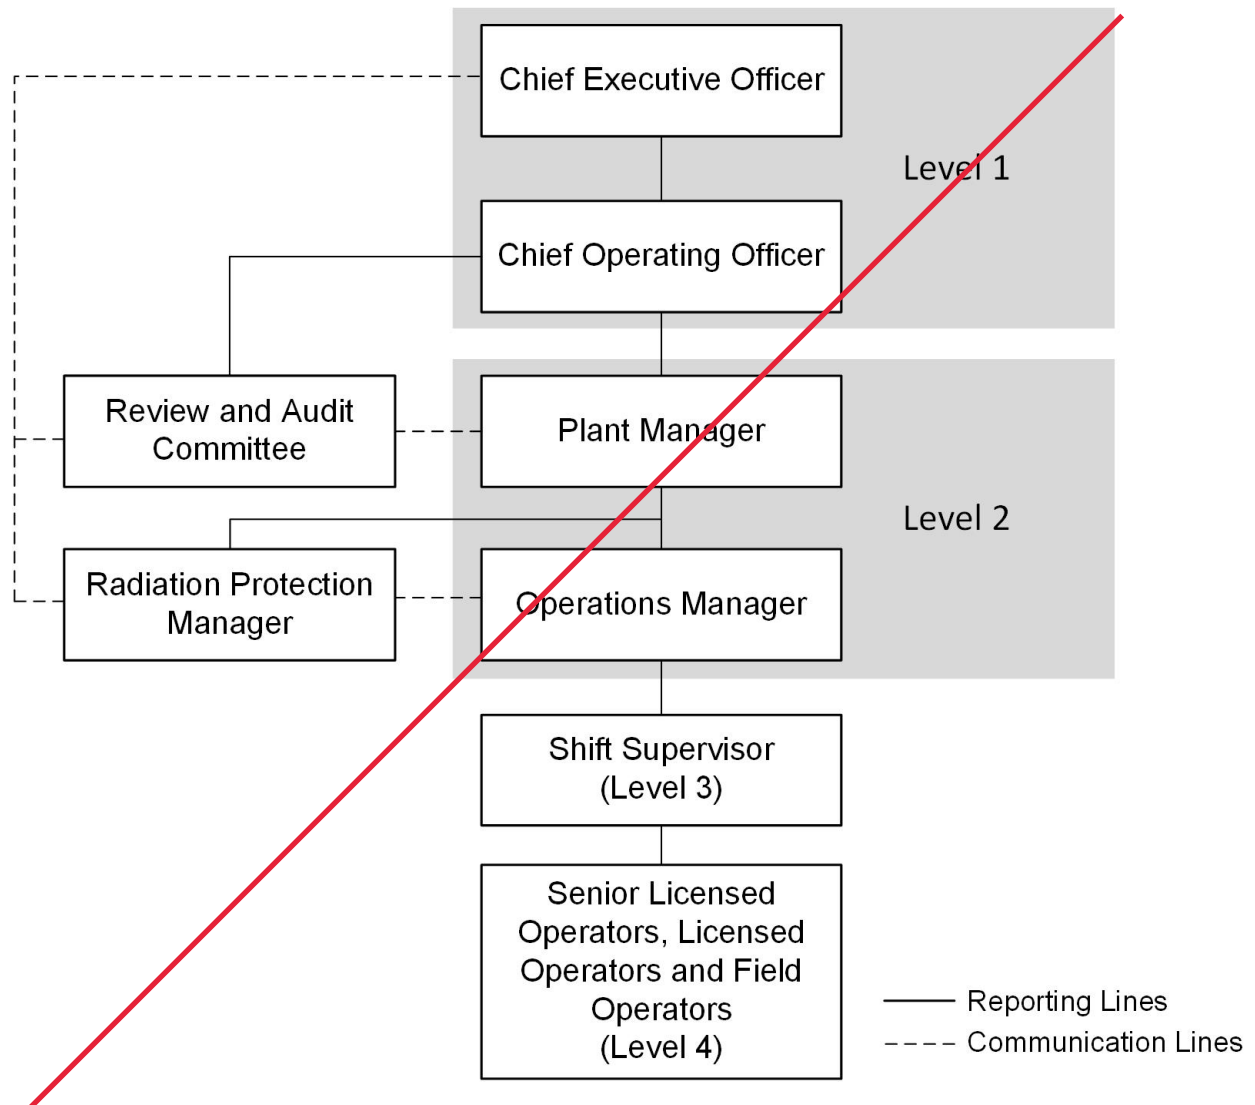 Chief Executive Officer
Level 1
Chief Operating Officer
Review and Audit
Committee
Plant Manager
Level 2
Radiation Protection
Manager
Operations Manager
Shift Supervisor
(Level 3)
Senior Licensed
Operators, Licensed
Operators and Field
Operators
(Level 4)
Reporting Lines
Communication Lines